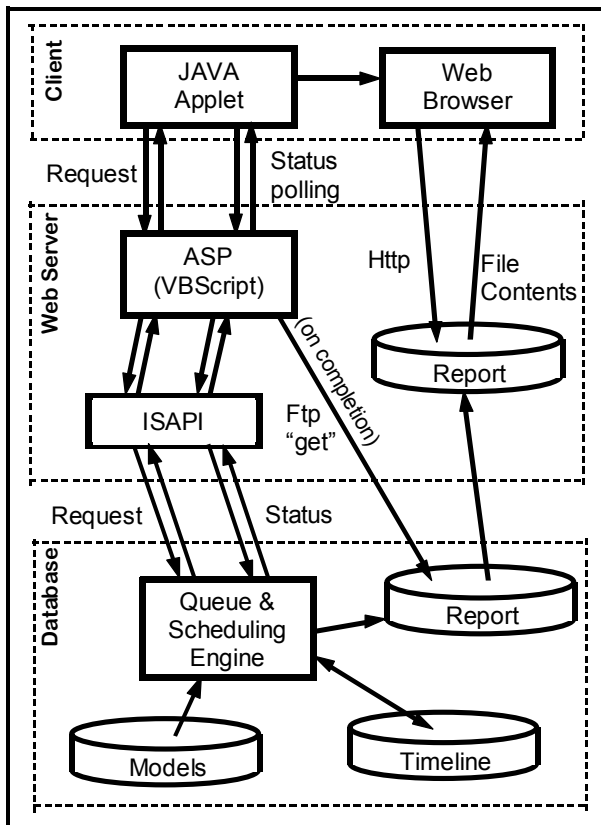 Client
JAVA
Applet
Web
Browser
Request
Status
polling
Web Server
ASP
(VBScript)
Http
File
Contents
(on completion)
Report
ISAPI
Ftp
“get”
Request
Status
Database
Queue &
Scheduling
Engine
Report
Models
Timeline